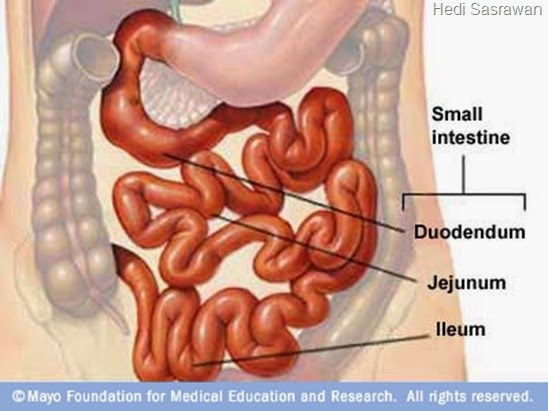 Hedi Sasrawan
Small
intestine
Duodendum
Jejunum
Ileum
© Mayo Foundation for Medical Education and Research. All rights reserved.